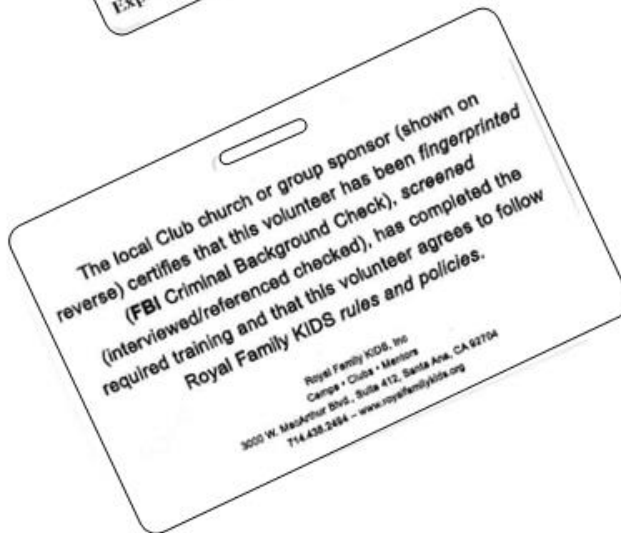 Exp
The local Club church or group sponsor (shown on
reverse) certifies that this volunteer has been fingerprinted
(FBI Criminal Background Check), screened
(interviewed/referenced checked), has completed the
required training and that this volunteer agrees to follow
Royal Family KIDS rules and policies.
Royal Family KIDS, Inc
Camps • Clubs • Mentors
3000 W. MacArthur Blvd., Suite 412, Santa Ana, CA 92704
714.438.2494 – www.royalfamilykids.org